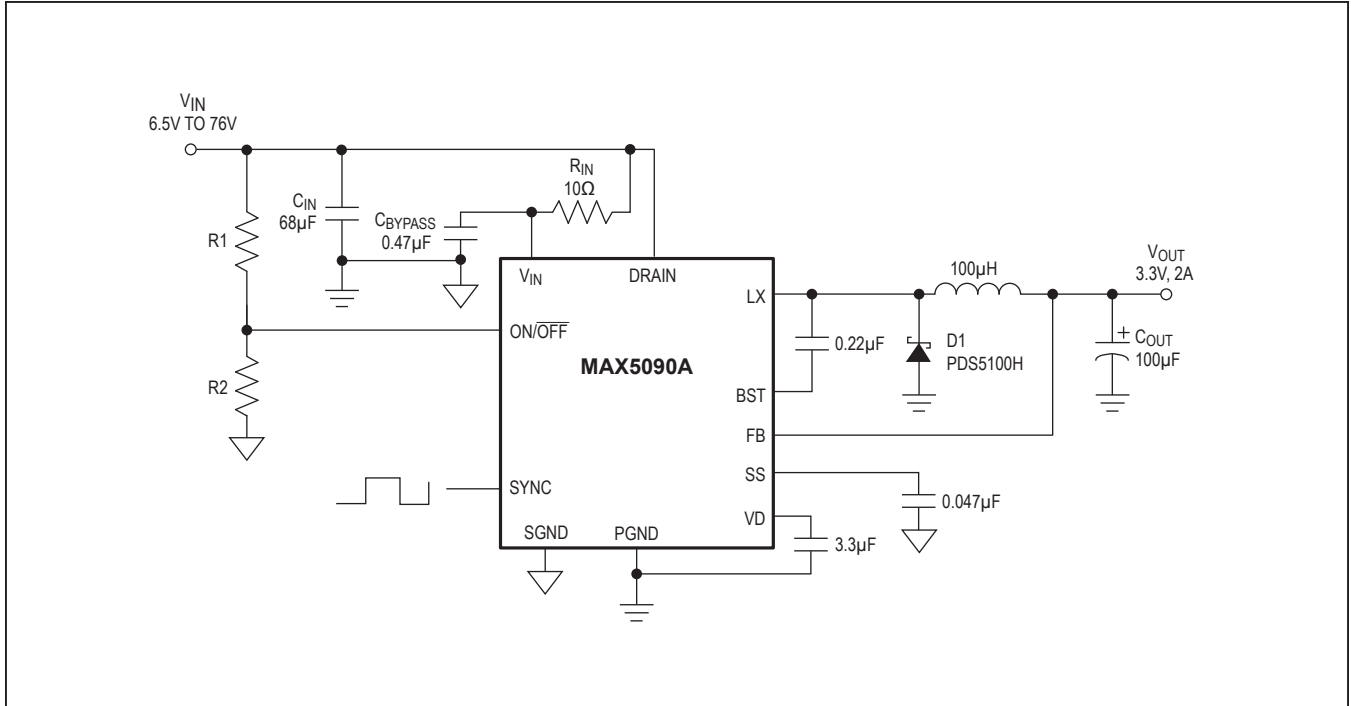 VIN
6.5V TO 76V
RIN
10Ω
CIN
68µF
CBYPASS
0.47µF
R1
VIN
DRAIN
LX
100µH
VOUT
3.3V, 2A
ON/OFF
0.22µF
D1
PDS5100H
COUT
100µF
+
MAX5090A
R2
BST
FB
SS
SYNC
0.047µF
VD
SGND
PGND
3.3µF